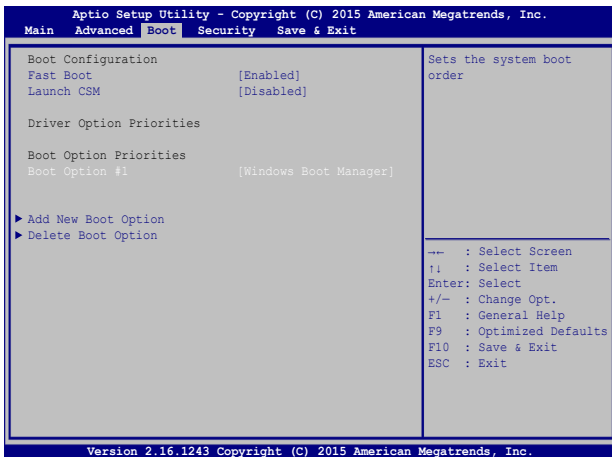 Aptio Setup Utility - Copyright (C) 2015 American Megatrends, Inc.
Main Advanced Boot Security Save & Exit
Boot Configuration
Fast Boot [Enabled]
Launch CSM [Disabled]
Driver Option Priorities
Boot Option Priorities
Boot Option #1 [Windows Boot Manager]
Add New Boot Option
Delete Boot Option
Sets the system boot
order
→← : Select Screen
↑↓ : Select Item
Enter: Select
+/— : Change Opt.
F1 : General Help
F9 : Optimized Defaults
F10 : Save & Exit
ESC : Exit
Version 2.16.1243 Copyright (C) 2015 American Megatrends, Inc.